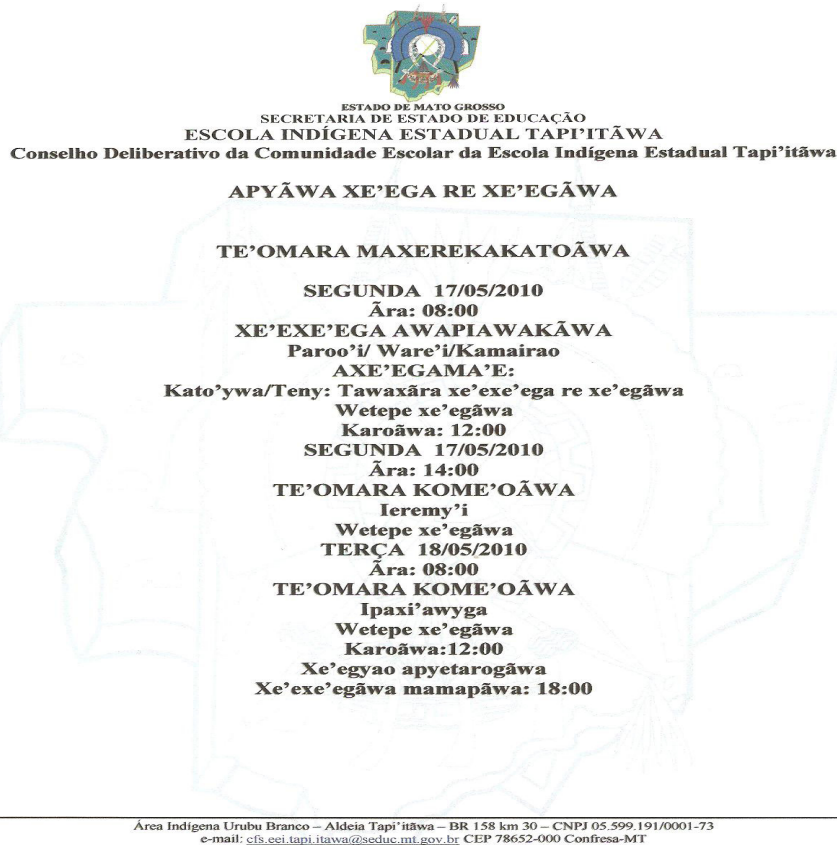 ESTADO DE MATO GROSSO
SECRETARIA DE ESTADO DE EDUCAÇÃO
ESCOLA INDÍGENA ESTADUAL TAPI'ITÃWA
Conselho Deliberativo da Comunidade Escolar da Escola Indígena Estadual Tapi'itãwa
APYÃWA XE'EGA RE XE'EGÃWA
TE'OMARA MAXEREKAKATOÃWA
SEGUNDA 17/05/2010
Ãra: 08:00
XE'EXE'EGA AWAPIAWAKÃWA
Paroo'i/ Ware'i/Kamairao
AXE'EGAMA'E:
Kato'ywa/Teny: Tawaxãra xe'exe'ega re xe'egãwa
Wetepe xe'egãwa
Karoãwa: 12:00
SEGUNDA 17/05/2010
Ãra: 14:00
TE'OMARA KOME'OÃWA
Ieremy'i
Wetepe xe'egãwa
TERÇA 18/05/2010
Ãra: 08:00
TE'OMARA KOME'OÃWA
Ipaxi'awyga
Wetepe xe'egãwa
Karoãwa:12:00
Xe'egyao apyetarogãwa
Xe'exe'egãwa mamapãwa: 18:00
Área Indígena Urubu Branco – Aldeia Tapi'itãwa – BR 158 km 30 – CNPJ 05.599.191/0001-73
e-mail: cfs.eei.tapi.itawa@seduc.mt.gov.br CEP 78652-000 Confresa-MT